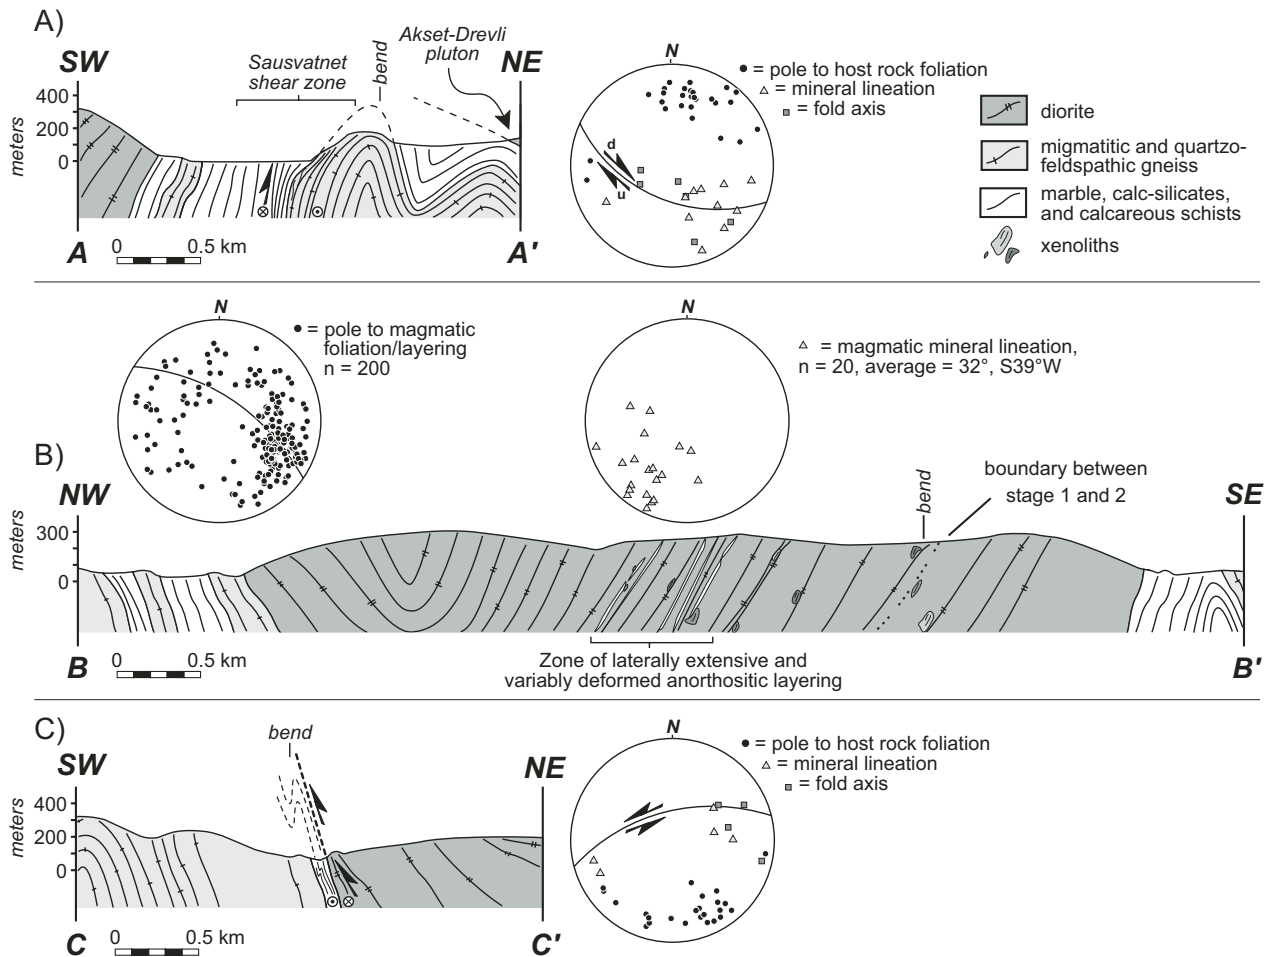 A)
SW
Sausvatnet
shear zone
bend
Akset-Drevli
pluton
NE
400
200
0
meters
A
0 0.5 km
A'
N
d
u
● = pole to host rock foliation
△ = mineral lineation
= fold axis
diorite
migmatitic and quartzo-
feldspathic gneiss
marble, calc-silicates,
and calcareous schists
xenoliths
N
● = pole to magmatic
foliation/layering
n = 200
N
△ = magmatic mineral lineation,
n = 20, average = 32°, S39°W
B)
NW
bend
boundary between
stage 1 and 2
SE
300
0
meters
B
0 0.5 km
Zone of laterally extensive and
variably deformed anorthositic layering
B'
C)
SW
bend
NE
400
200
0
meters
C
0 0.5 km
C'
N
● = pole to host rock foliation
△ = mineral lineation
= fold axis